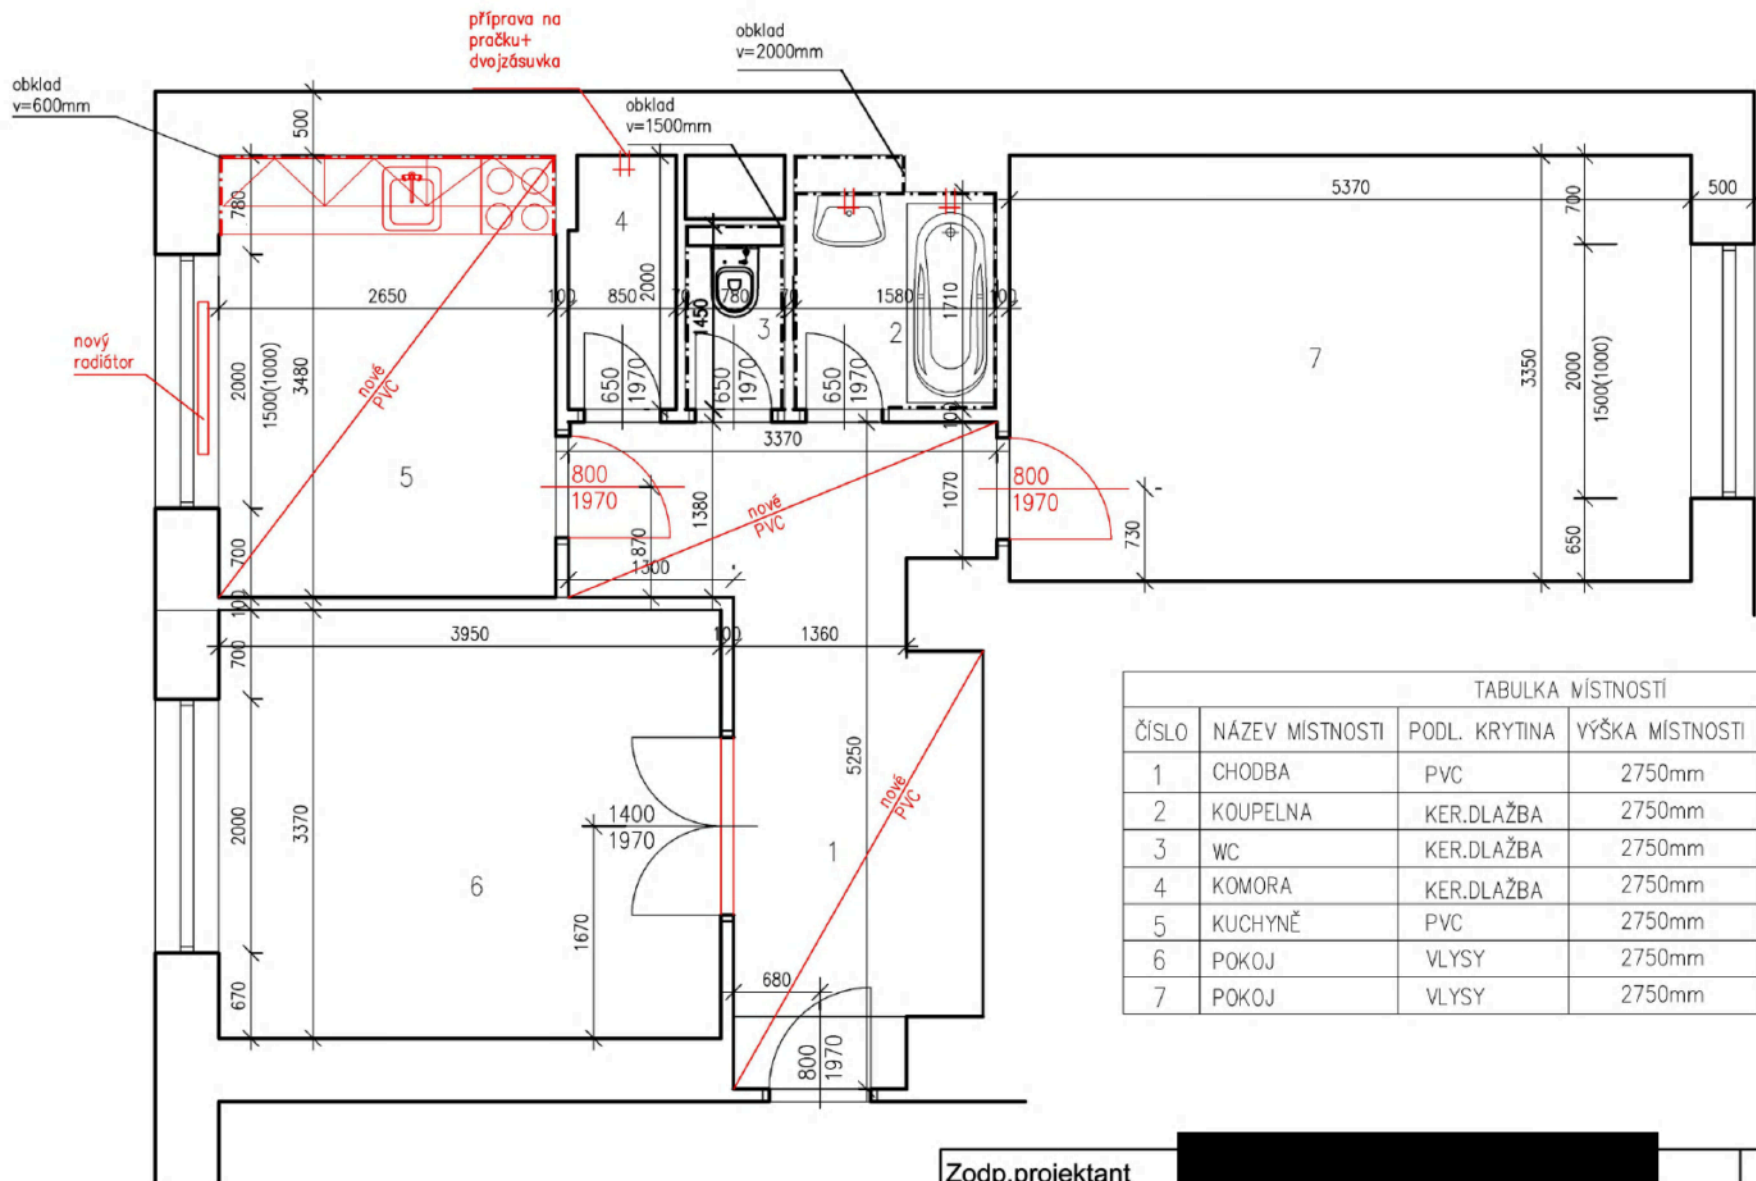 příprava na
pračku+
dvojzásuvka
obklad
v=2000mm
obklad
v=600mm
obklad
v=1500mm
500
780
4
5370
700
500
2650
100
850
2000
70
780
1450
70
1580
1710
100
3
2
7
nový
radiátor
2000
1500(1000)
3480
nové
PVC
650
1970
650
1970
650
1970
3350
2000
1500(1000)
100
3370
5
800
1970
1380
nové
PVC
1070
800
1970
730
650
700
870
1300
100
3950
100
1360
700
TABULKA MÍSTNOSTÍ
ČÍSLO NÁZEV MÍSTNOSTI PODL. KRYTINA VÝŠKA MÍSTNOSTI
1 CHODBA PVC 2750mm
2 KOUPELNA KER.DLAŽBA 2750mm
3 WC KER.DLAŽBA 2750mm
4 KOMORA KER.DLAŽBA 2750mm
5 KUCHYNĚ PVC 2750mm
6 POKOJ VLYSY 2750mm
7 POKOJ VLYSY 2750mm
2000
3370
5250
nové
PVC
1400
1970
1
6
1670
680
670
800
1970
Zodp.projektant